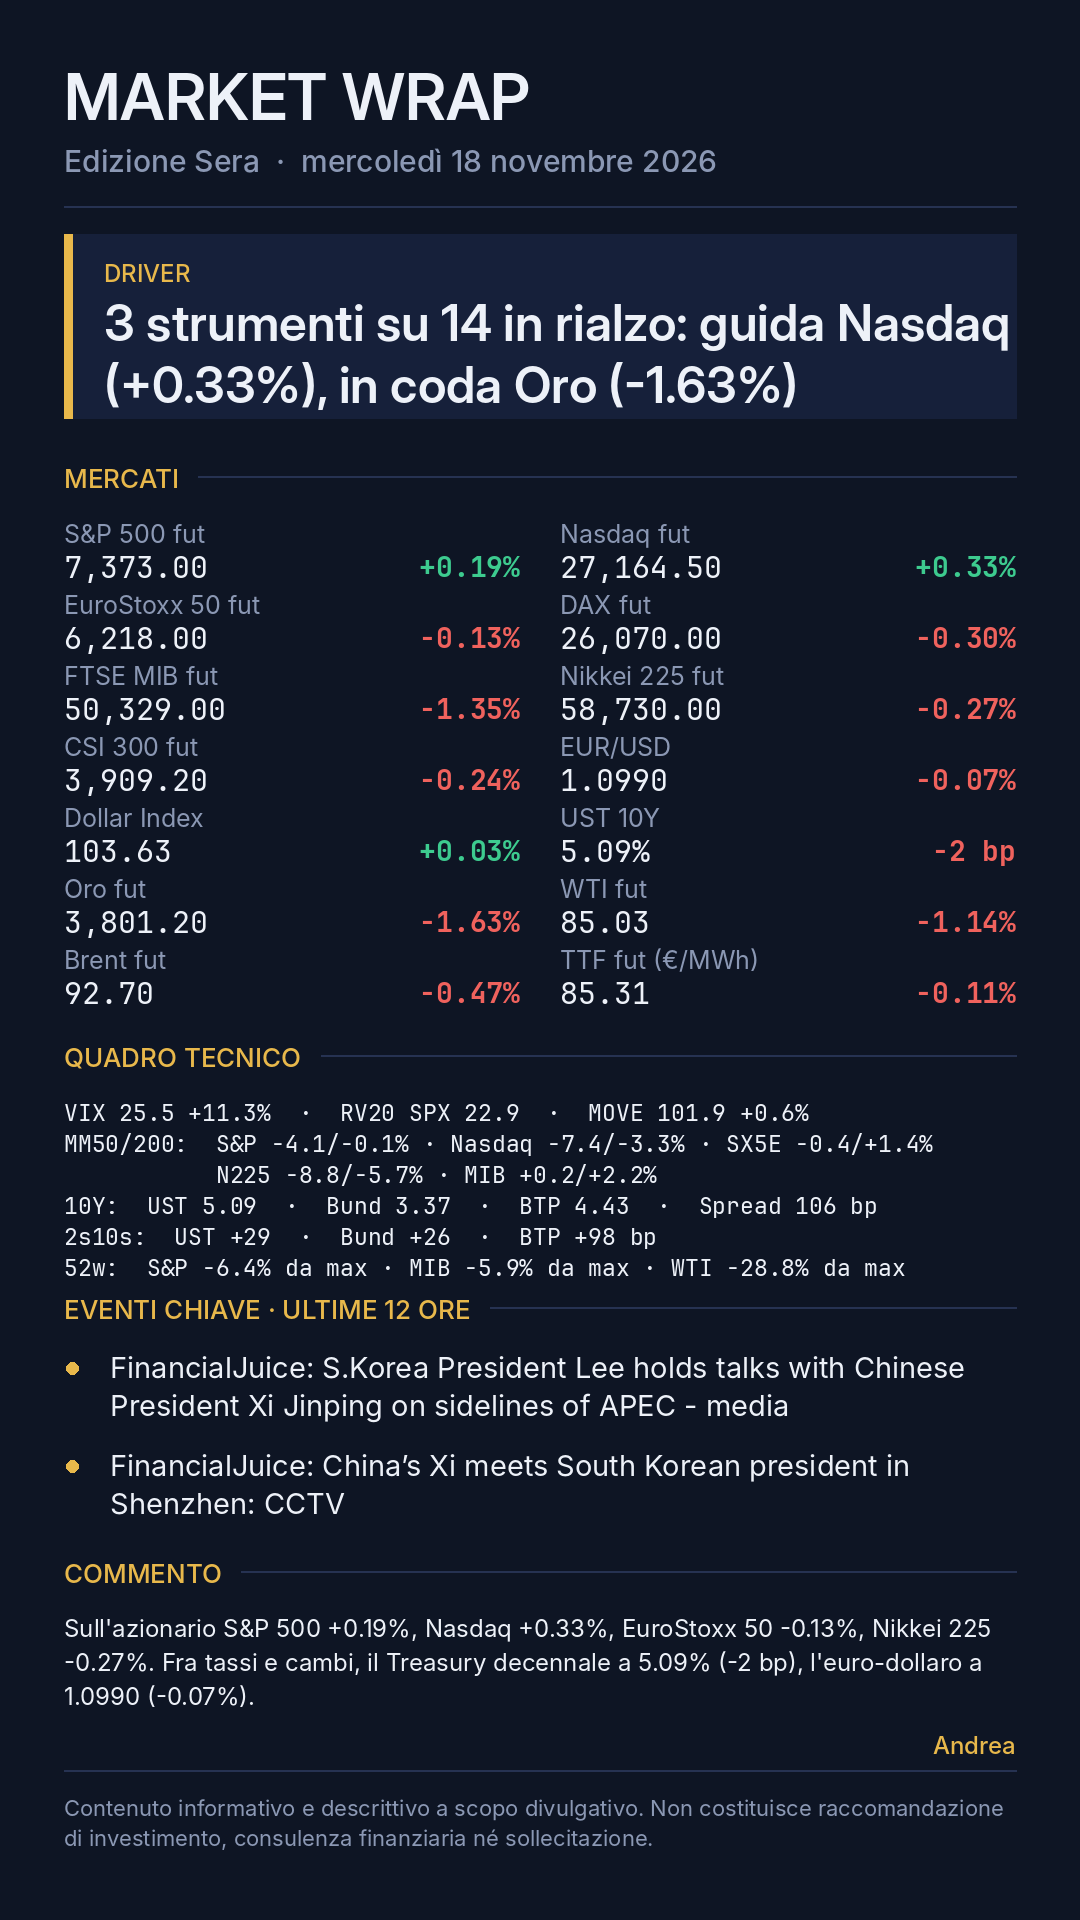 MARKET WRAP
Edizione Sera · mercoledì 18 novembre 2026
DRIVER
3 strumenti su 14 in rialzo: guida Nasdaq
(+0.33%), in coda Oro (-1.63%)
MERCATI
S&P 500 fut
7,373.00 +0.19%
Nasdaq fut
27,164.50 +0.33%
EuroStoxx 50 fut
6,218.00 -0.13%
DAX fut
26,070.00 -0.30%
FTSE MIB fut
50,329.00 -1.35%
Nikkei 225 fut
58,730.00 -0.27%
CSI 300 fut
3,909.20 -0.24%
EUR/USD
1.0990 -0.07%
Dollar Index
103.63 +0.03%
UST 10Y
5.09% -2 bp
Oro fut
3,801.20 -1.63%
WTI fut
85.03 -1.14%
Brent fut
92.70 -0.47%
TTF fut (€/MWh)
85.31 -0.11%
QUADRO TECNICO
VIX 25.5 +11.3% · RV20 SPX 22.9 · MOVE 101.9 +0.6%
MM50/200: S&P -4.1/-0.1% · Nasdaq -7.4/-3.3% · SX5E -0.4/+1.4%
N225 -8.8/-5.7% · MIB +0.2/+2.2%
10Y: UST 5.09 · Bund 3.37 · BTP 4.43 · Spread 106 bp
2s10s: UST +29 · Bund +26 · BTP +98 bp
52w: S&P -6.4% da max · MIB -5.9% da max · WTI -28.8% da max
EVENTI CHIAVE · ULTIME 12 ORE
FinancialJuice: S.Korea President Lee holds talks with Chinese
President Xi Jinping on sidelines of APEC - media
FinancialJuice: China’s Xi meets South Korean president in
Shenzhen: CCTV
COMMENTO
Sull'azionario S&P 500 +0.19%, Nasdaq +0.33%, EuroStoxx 50 -0.13%, Nikkei 225
-0.27%. Fra tassi e cambi, il Treasury decennale a 5.09% (-2 bp), l'euro-dollaro a
1.0990 (-0.07%).
Andrea
Contenuto informativo e descrittivo a scopo divulgativo. Non costituisce raccomandazione
di investimento, consulenza finanziaria né sollecitazione.